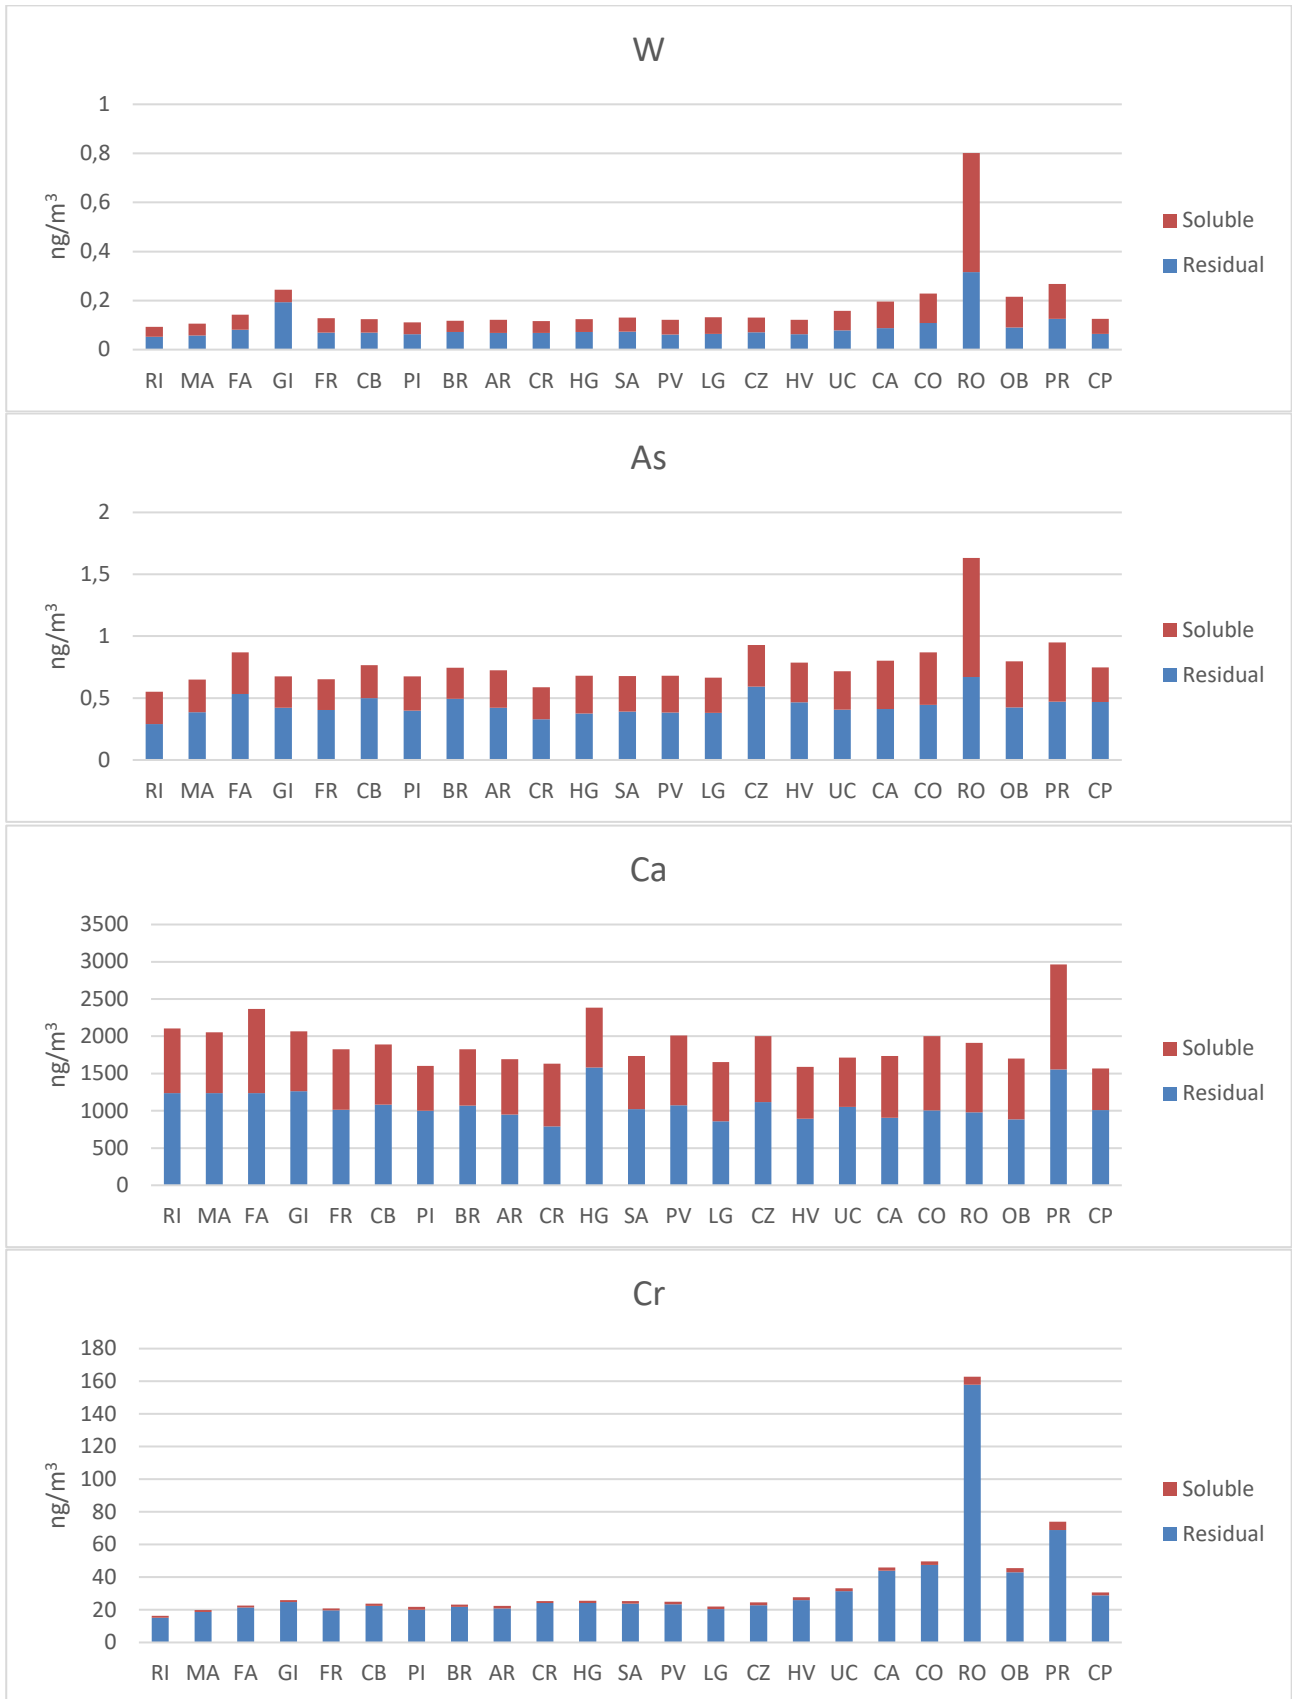 W
1
0,8
0,6
0,4
0,2
0
ng/m³
Soluble
Residual
RI MA FA GI FR CB PI BR AR CR HG SA PV LG CZ HV UC CA CO RO OB PR CP
As
2
1,5
1
0,5
0
ng/m³
Soluble
Residual
RI MA FA GI FR CB PI BR AR CR HG SA PV LG CZ HV UC CA CO RO OB PR CP
Ca
3500
3000
2500
2000
1500
1000
500
0
ng/m³
Soluble
Residual
RI MA FA GI FR CB PI BR AR CR HG SA PV LG CZ HV UC CA CO RO OB PR CP
Cr
180
160
140
120
100
80
60
40
20
0
ng/m³
Soluble
Residual
RI MA FA GI FR CB PI BR AR CR HG SA PV LG CZ HV UC CA CO RO OB PR CP